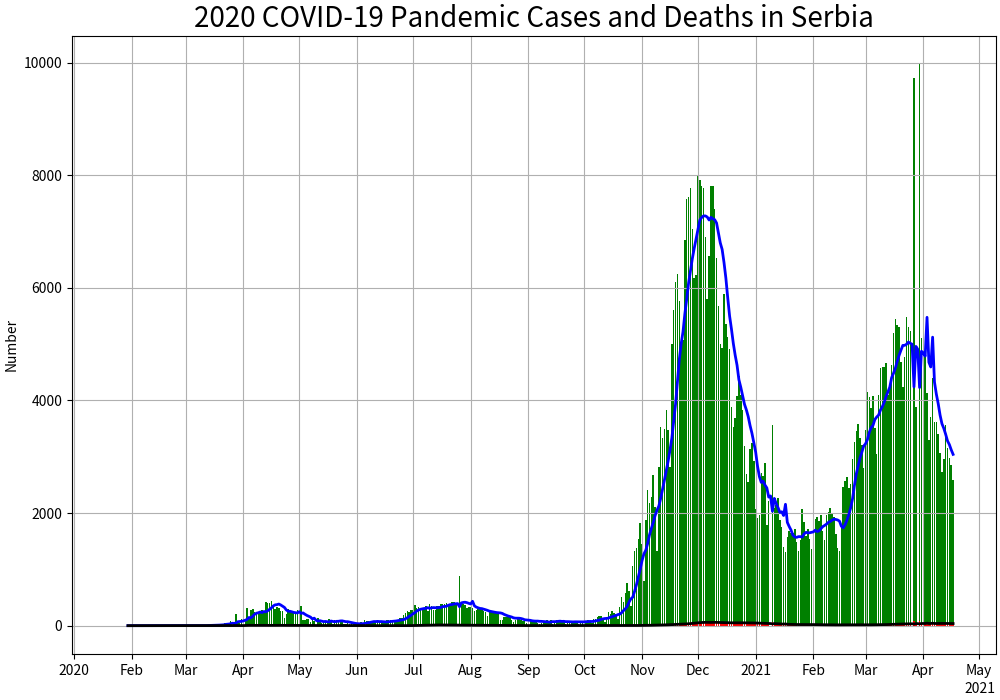 2020 COVID-19 Pandemic Cases and Deaths in Serbia
Number
10000
8000
6000
4000
2000
0
2020 Feb Mar Apr May Jun Jul Aug Sep Oct Nov Dec 2021 Feb Mar Apr May
2021